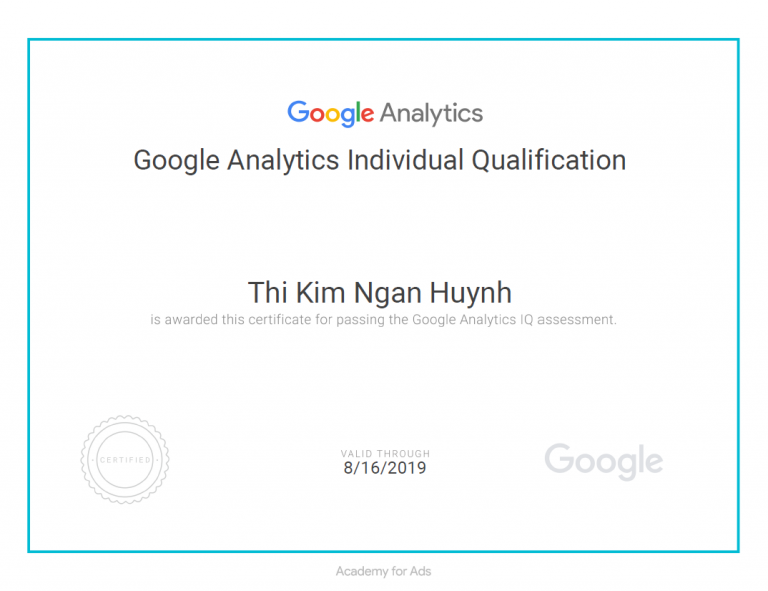 Google Analytics
Google Analytics Individual Qualification
Thi Kim Ngan Huynh
is awarded this certificate for passing the Google Analytics IQ assessment.
CERTIFIED
VALID THROUGH
8/16/2019
Google
Academy for Ads